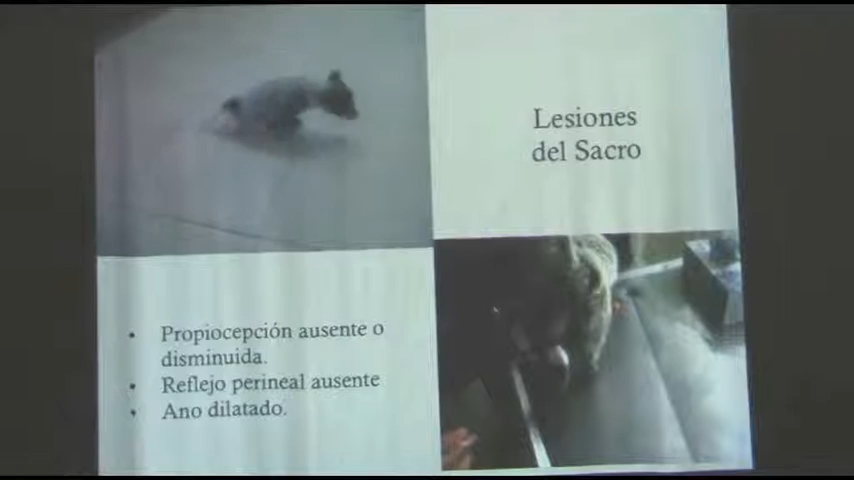 Lesiones
del Sacro
• Propiocepción ausente o
disminuida.
• Reflejo perineal ausente
• Ano dilatado.